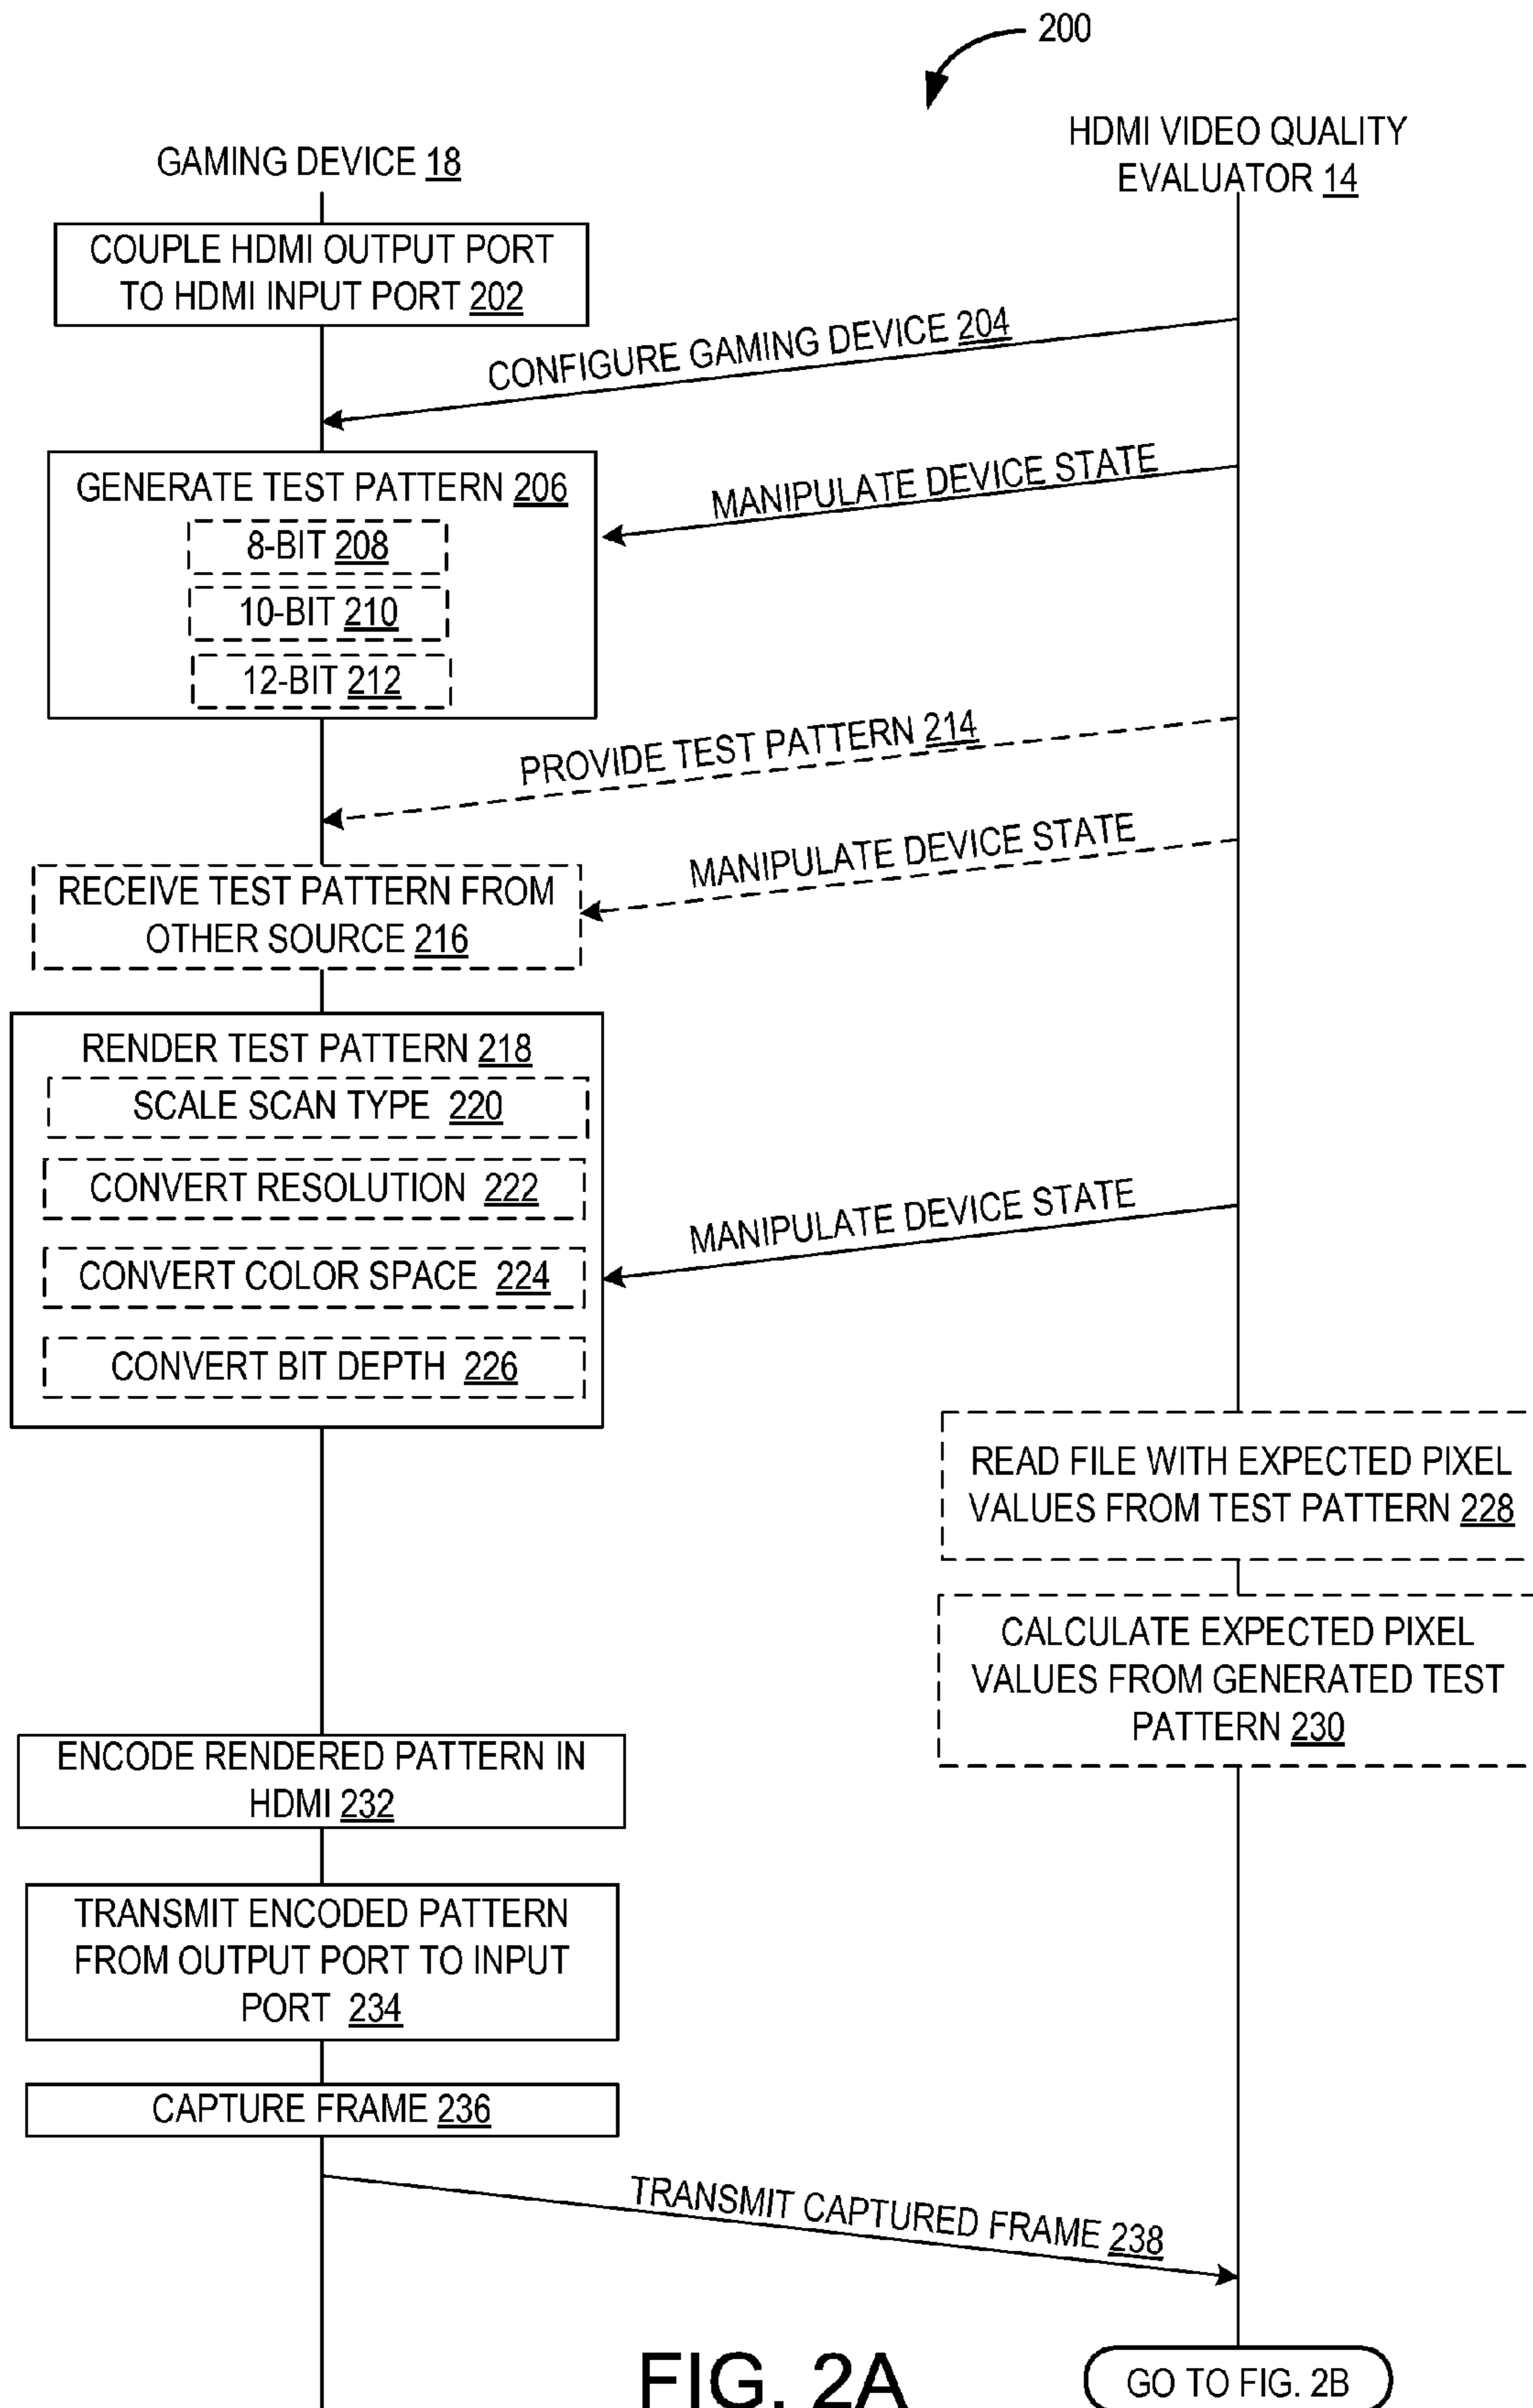 200
GAMING DEVICE 18
HDMI VIDEO QUALITY
EVALUATOR 14
COUPLE HDMI OUTPUT PORT
TO HDMI INPUT PORT 202
CONFIGURE GAMING DEVICE 204
GENERATE TEST PATTERN 206
8-BIT 208
10-BIT 210
12-BIT 212
MANIPULATE DEVICE STATE
PROVIDE TEST PATTERN 214
MANIPULATE DEVICE STATE
RECEIVE TEST PATTERN FROM
OTHER SOURCE 216
RENDER TEST PATTERN 218
SCALE SCAN TYPE 220
CONVERT RESOLUTION 222
CONVERT COLOR SPACE 224
CONVERT BIT DEPTH 226
MANIPULATE DEVICE STATE
READ FILE WITH EXPECTED PIXEL
VALUES FROM TEST PATTERN 228
CALCULATE EXPECTED PIXEL
VALUES FROM GENERATED TEST
PATTERN 230
ENCODE RENDERED PATTERN IN
HDMI 232
TRANSMIT ENCODED PATTERN
FROM OUTPUT PORT TO INPUT
PORT 234
CAPTURE FRAME 236
TRANSMIT CAPTURED FRAME 238
FIG. 2A
GO TO FIG. 2B